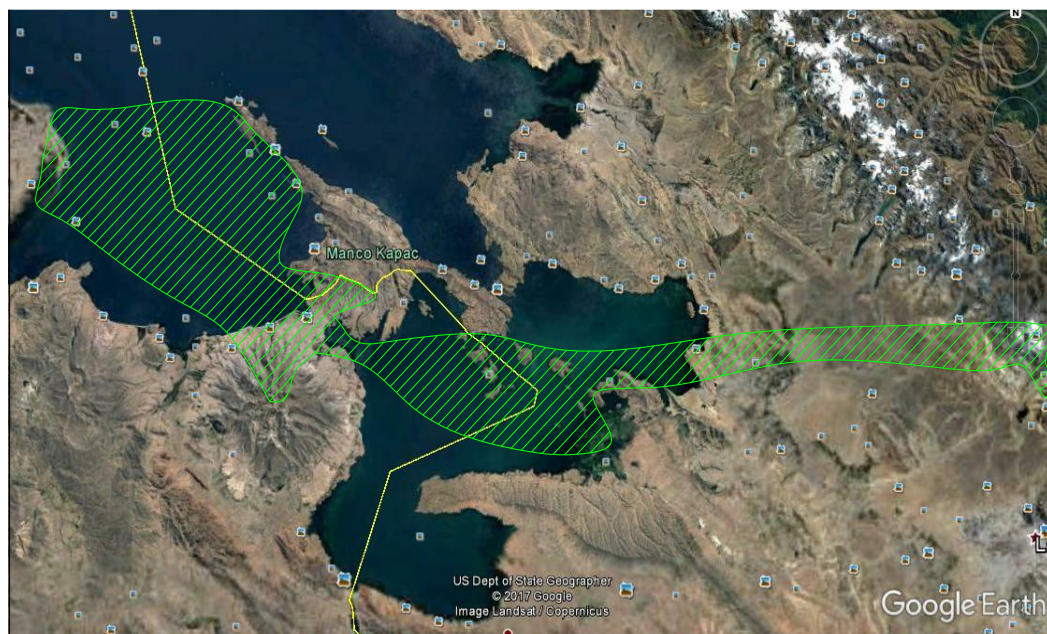 N
Manco Kapac
US Dept of State Geographer
© 2017 Google
Image Landsat / Copernicus
Google Earth